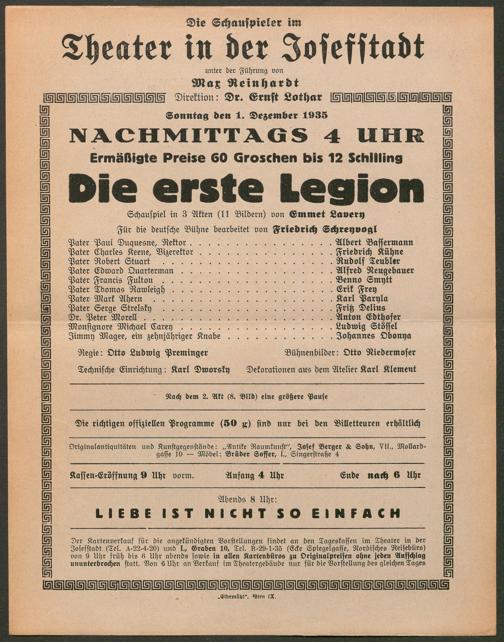 Die Schauspieler im
Theater in der Josefstadt
unter der Führung von
Max Reinhardt
Direktion: Dr. Ernst Lothar
Sonntag den 1. Dezember 1935
NACHMITTAGS 4 UHR
Ermäßigte Preise 60 Groschen bis 12 Schilling
Die erste Legion
Schauspiel in 3 Akten (11 Bildern) von Emmet Lavery
Für die deutsche Bühne bearbeitet von Friedrich Schreyvogl
Pater Paul Duquesne, Rektor . . . Albert Bassermann
Pater Charles Keene, Vizerektor . . . Friedrich Kühne
Pater Robert Stuart . . . Rudolf Teubler
Pater Edward Quarterman . . . Alfred Neugebauer
Pater Francis Fulton . . . Benno Smytt
Pater Thomas Rawleigh . . . Erik Frey
Pater Mark Ahern . . . Karl Paryla
Pater Serge Strelsky . . . Fritz Delius
Dr. Peter Morell . . . Anton Edthofer
Monsignore Michael Carey . . . Ludwig Stössel
Jimmy Magee, ein zehnjähriger Knabe . . . Johannes Obonya
Regie: Otto Ludwig Preminger Bühnenbilder: Otto Niedermoser
Technische Einrichtung: Karl Dworsky Dekorationen aus dem Atelier Karl Klement
Nach dem 2. Akt (8. Bild) eine größere Pause
Die richtigen offiziellen Programme (50 g) sind nur bei den Billetteuren erhältlich
Originalantiquitäten und Kunstgegenstände: „Antike Raumkunst", Josef Berger & Sohn, VII., Mollard-
gasse 10 — Möbel: Brüder Soffer, I., Singerstraße 4
Kassen-Eröffnung 9 Uhr vorm. Anfang 4 Uhr Ende nach 6 Uhr
Abends 8 Uhr:
LIEBE IST NICHT SO EINFACH
Der Kartenverkauf für die angekündigten Vorstellungen findet an den Tageskassen im Theater in der
Josefstadt (Tel. A-22-4-20) und I., Graben 10, Tel. R-29-1-35 (Ecke Spiegelgasse, Nordisches Reisebüro)
von 9 Uhr früh bis 6 Uhr abends sowie in allen Kartenbüros zu Originalpreisen ohne jeden Aufschlag
ununterbrochen statt. Von 6 Uhr an Verkauf im Theatergebäude nur für die Vorstellung des gleichen Tages
„Elbemühl", Wien IX.